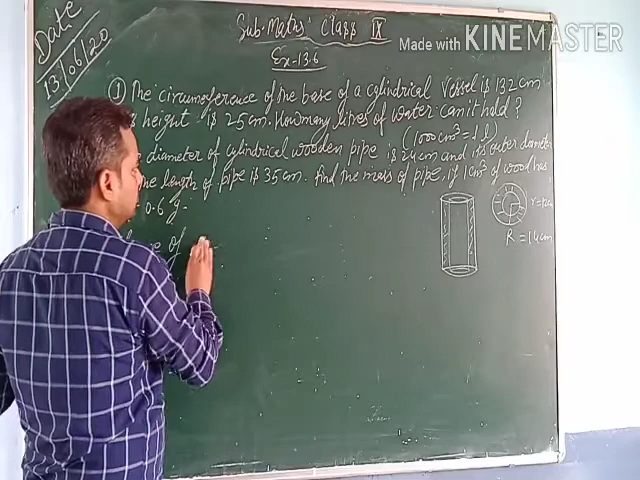 Date
13/06/20
Sub-Maths' Class IX
Made with KINEMASTER
Ex-13.6
① The circumference of the base of a cylindrical vessel is 132 cm
height is 25 cm. How many litres of water can it hold ?
(1000 cm³ = 1 l)
diameter of cylindrical wooden pipe is 24 cm and its outer diameter
length of pipe is 35 cm. Find the mass of pipe, if 1 cm³ of wood has
0.6 g.
r = 12 cm
R = 14 cm
of